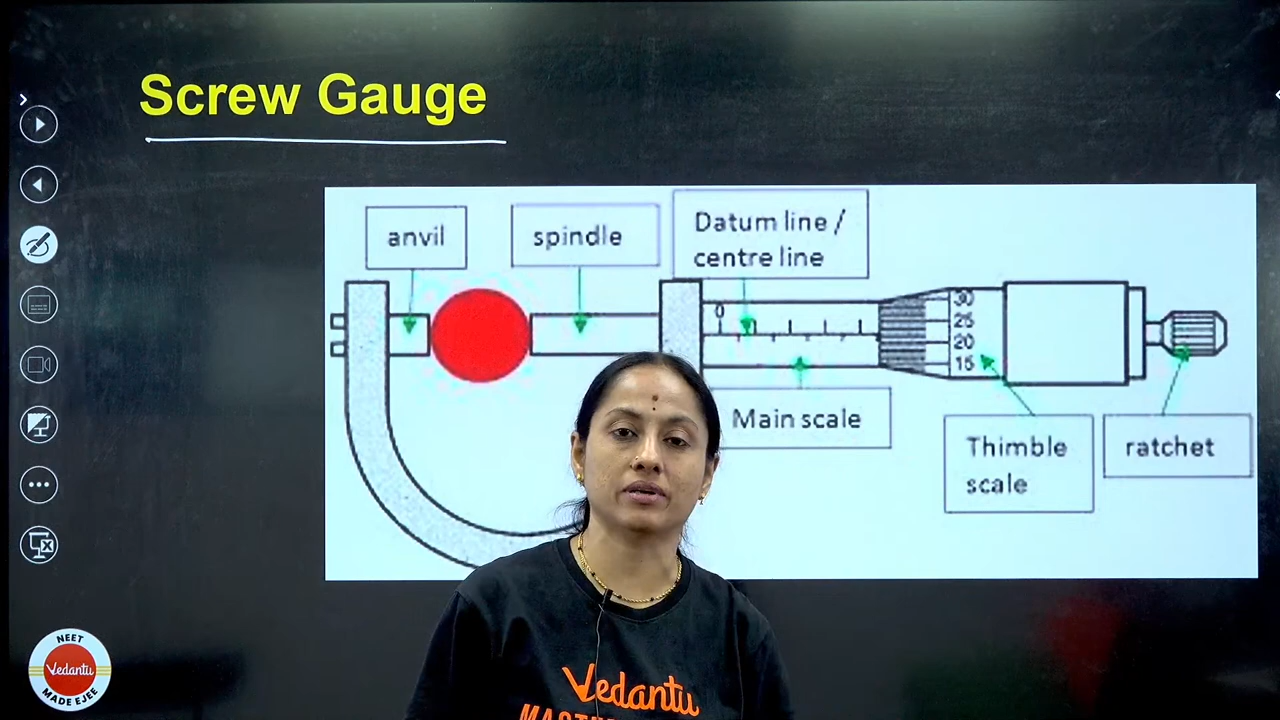 Screw Gauge
anvil
spindle
Datum line /
centre line
0
30
25
20
15
Main scale
Thimble
scale
ratchet
NEET
Vedantu
MADE EJEE
Vedantu